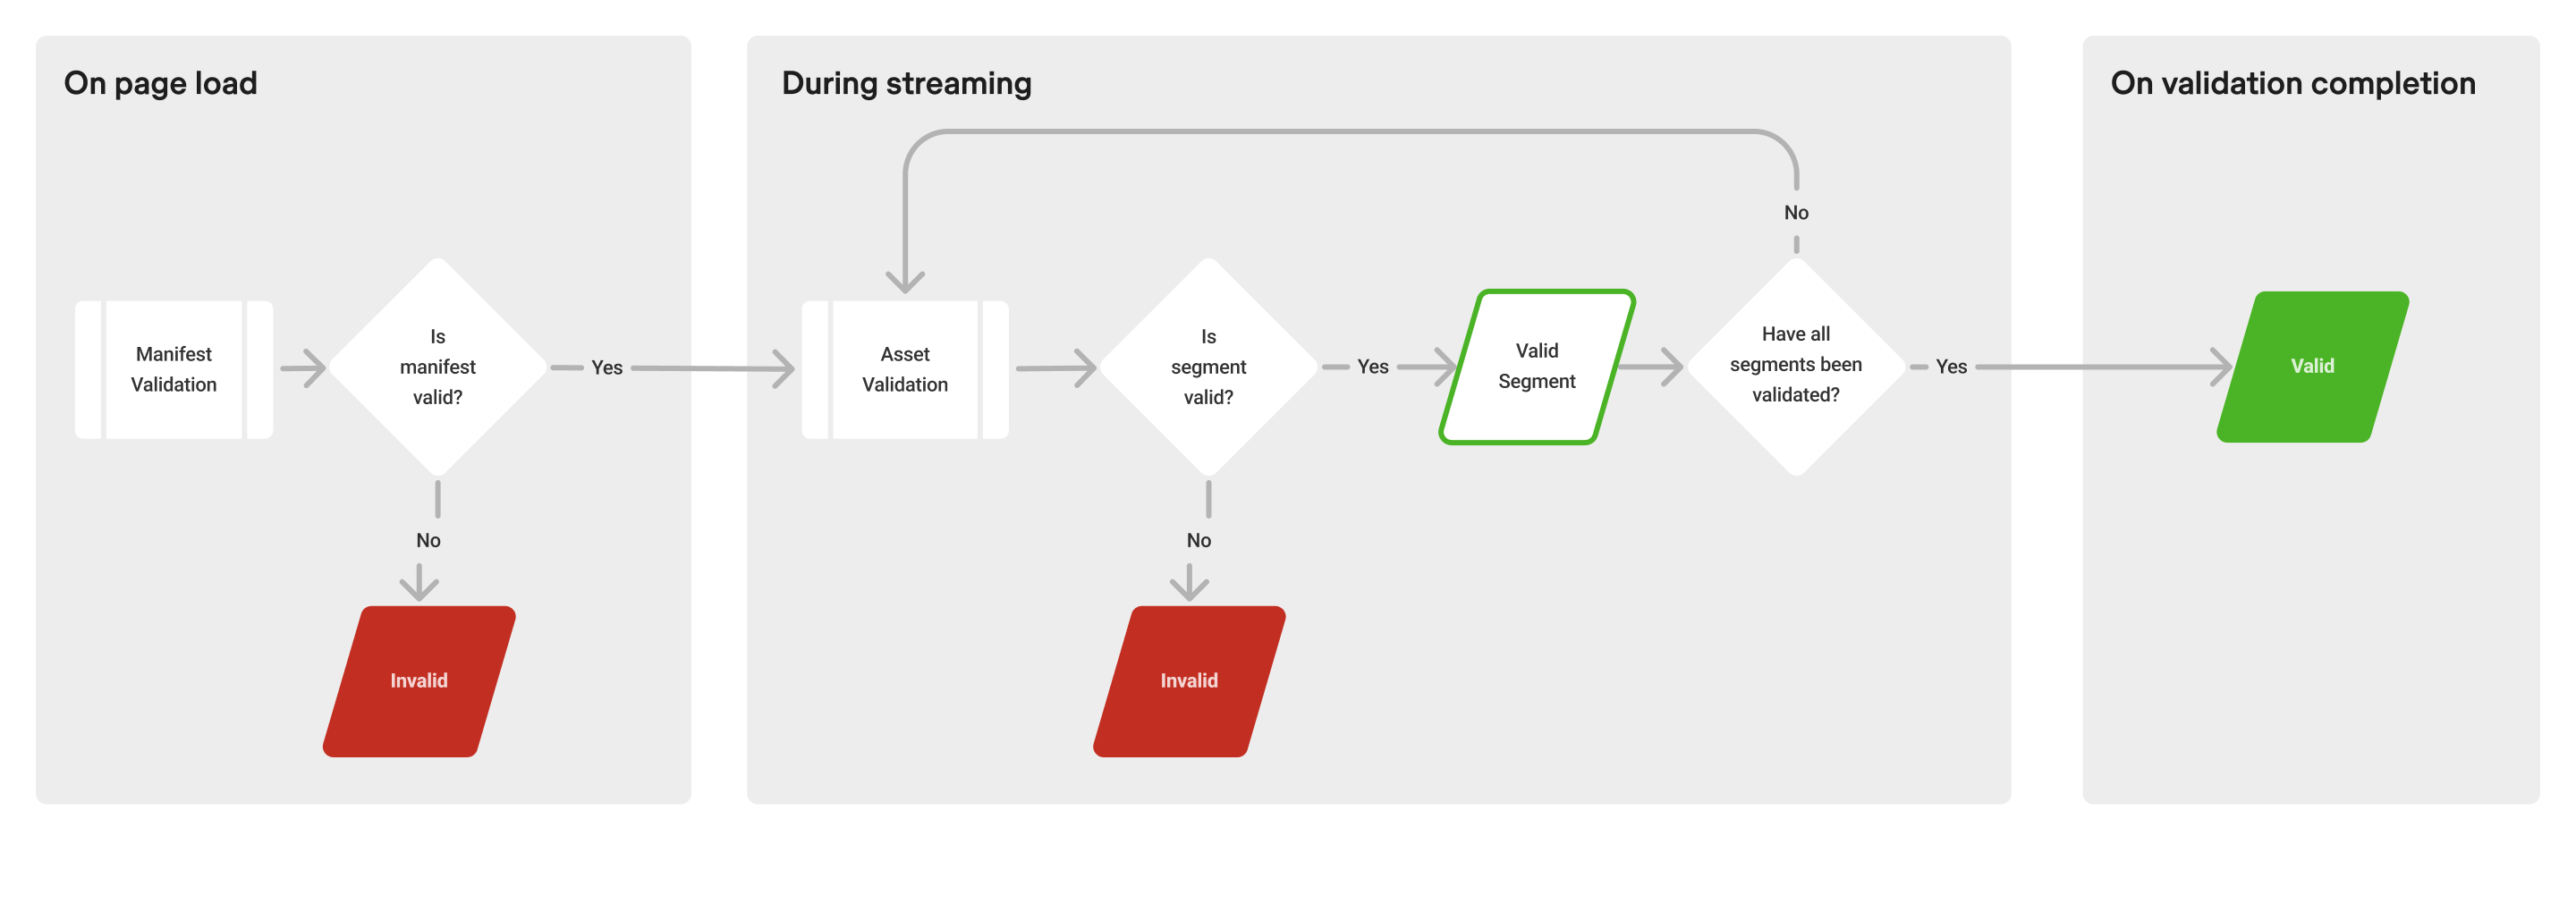 On page load
Manifest
Validation
Is
manifest
valid?
Yes
No
Invalid
During streaming
Asset
Validation
Is
segment
valid?
No
Invalid
Yes
Valid
Segment
Have all
segments been
validated?
No
Yes
On validation completion
Valid